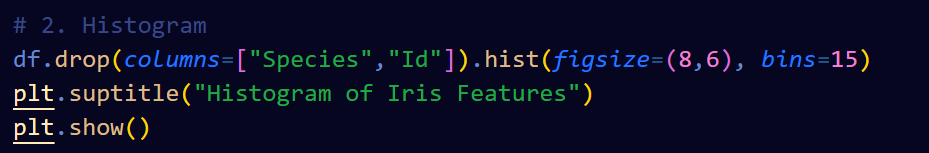 # 2. Histogram
df.drop(columns=["Species","Id"]).hist(figsize=(8,6), bins=15)
plt.suptitle("Histogram of Iris Features")
plt.show()